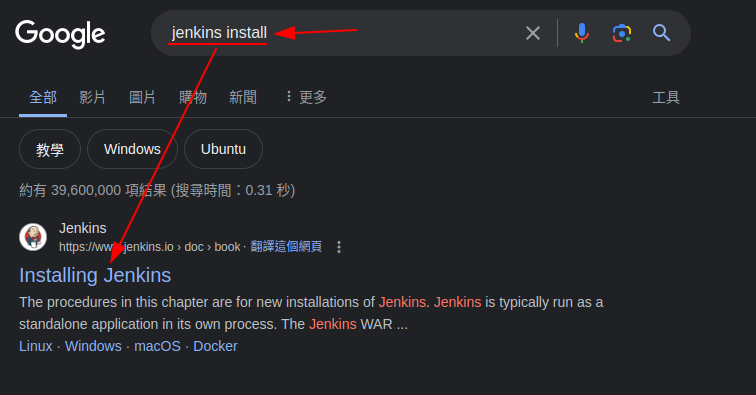 Google
jenkins install
全部 影片 圖片 購物 新聞 更多 工具
教學 Windows Ubuntu
約有 39,600,000 項結果 (搜尋時間：0.31 秒)
Jenkins
https://www.jenkins.io › doc › book · 翻譯這個網頁
Installing Jenkins
The procedures in this chapter are for new installations of Jenkins. Jenkins is typically run as a
standalone application in its own process. The Jenkins WAR ...
Linux · Windows · macOS · Docker